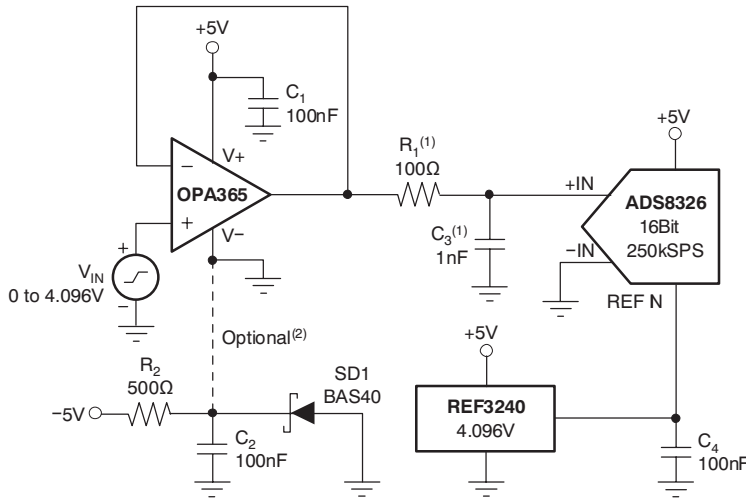 +5V
C1
100nF
V+
−
OPA365
+
V−
+
VIN
0 to 4.096V
−
R1(1)
100Ω
C3(1)
1nF
+5V
+IN
ADS8326
16Bit
−IN
250kSPS
REF N
Optional(2)
R2
500Ω
−5V
C2
100nF
SD1
BAS40
+5V
REF3240
4.096V
C4
100nF